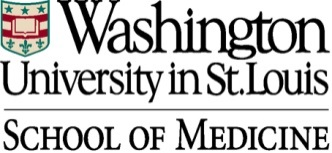 Washington
University in St. Louis
SCHOOL OF MEDICINE